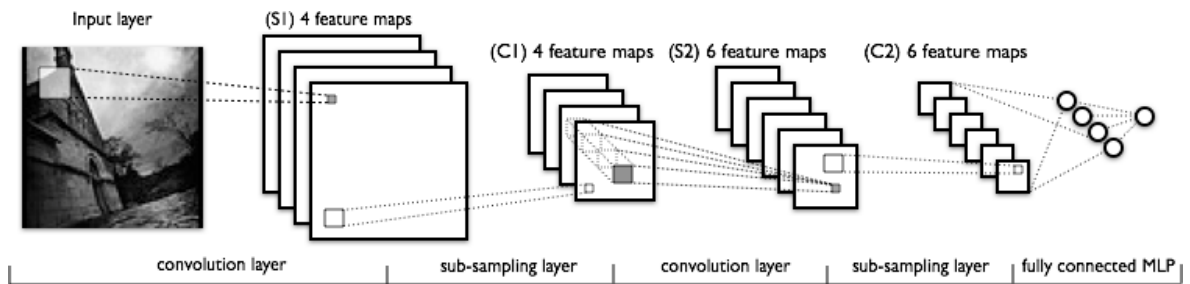 Input layer
(S1) 4 feature maps
(C1) 4 feature maps
(S2) 6 feature maps
(C2) 6 feature maps
convolution layer
sub-sampling layer
convolution layer
sub-sampling layer
fully connected MLP